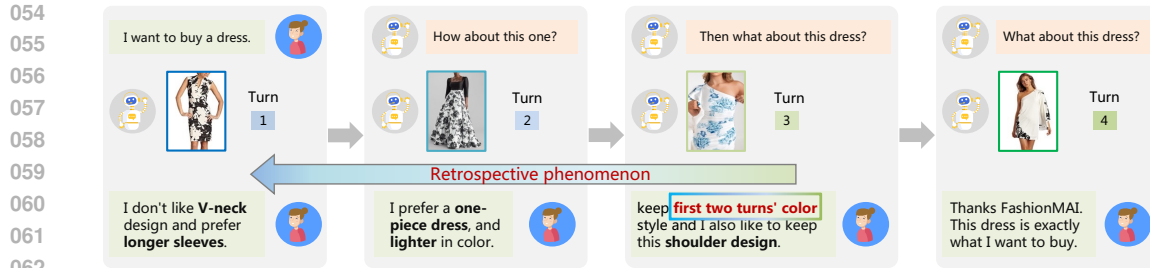 054
055
056
057
058
059
060
061
062
I want to buy a dress.
Turn
1
I don't like V-neck
design and prefer
longer sleeves.
How about this one?
Turn
2
I prefer a one-
piece dress, and
lighter in color.
Then what about this dress?
Turn
3
Retrospective phenomenon
keep first two turns' color
style and I also like to keep
this shoulder design.
What about this dress?
Turn
4
Thanks FashionMAI.
This dress is exactly
what I want to buy.